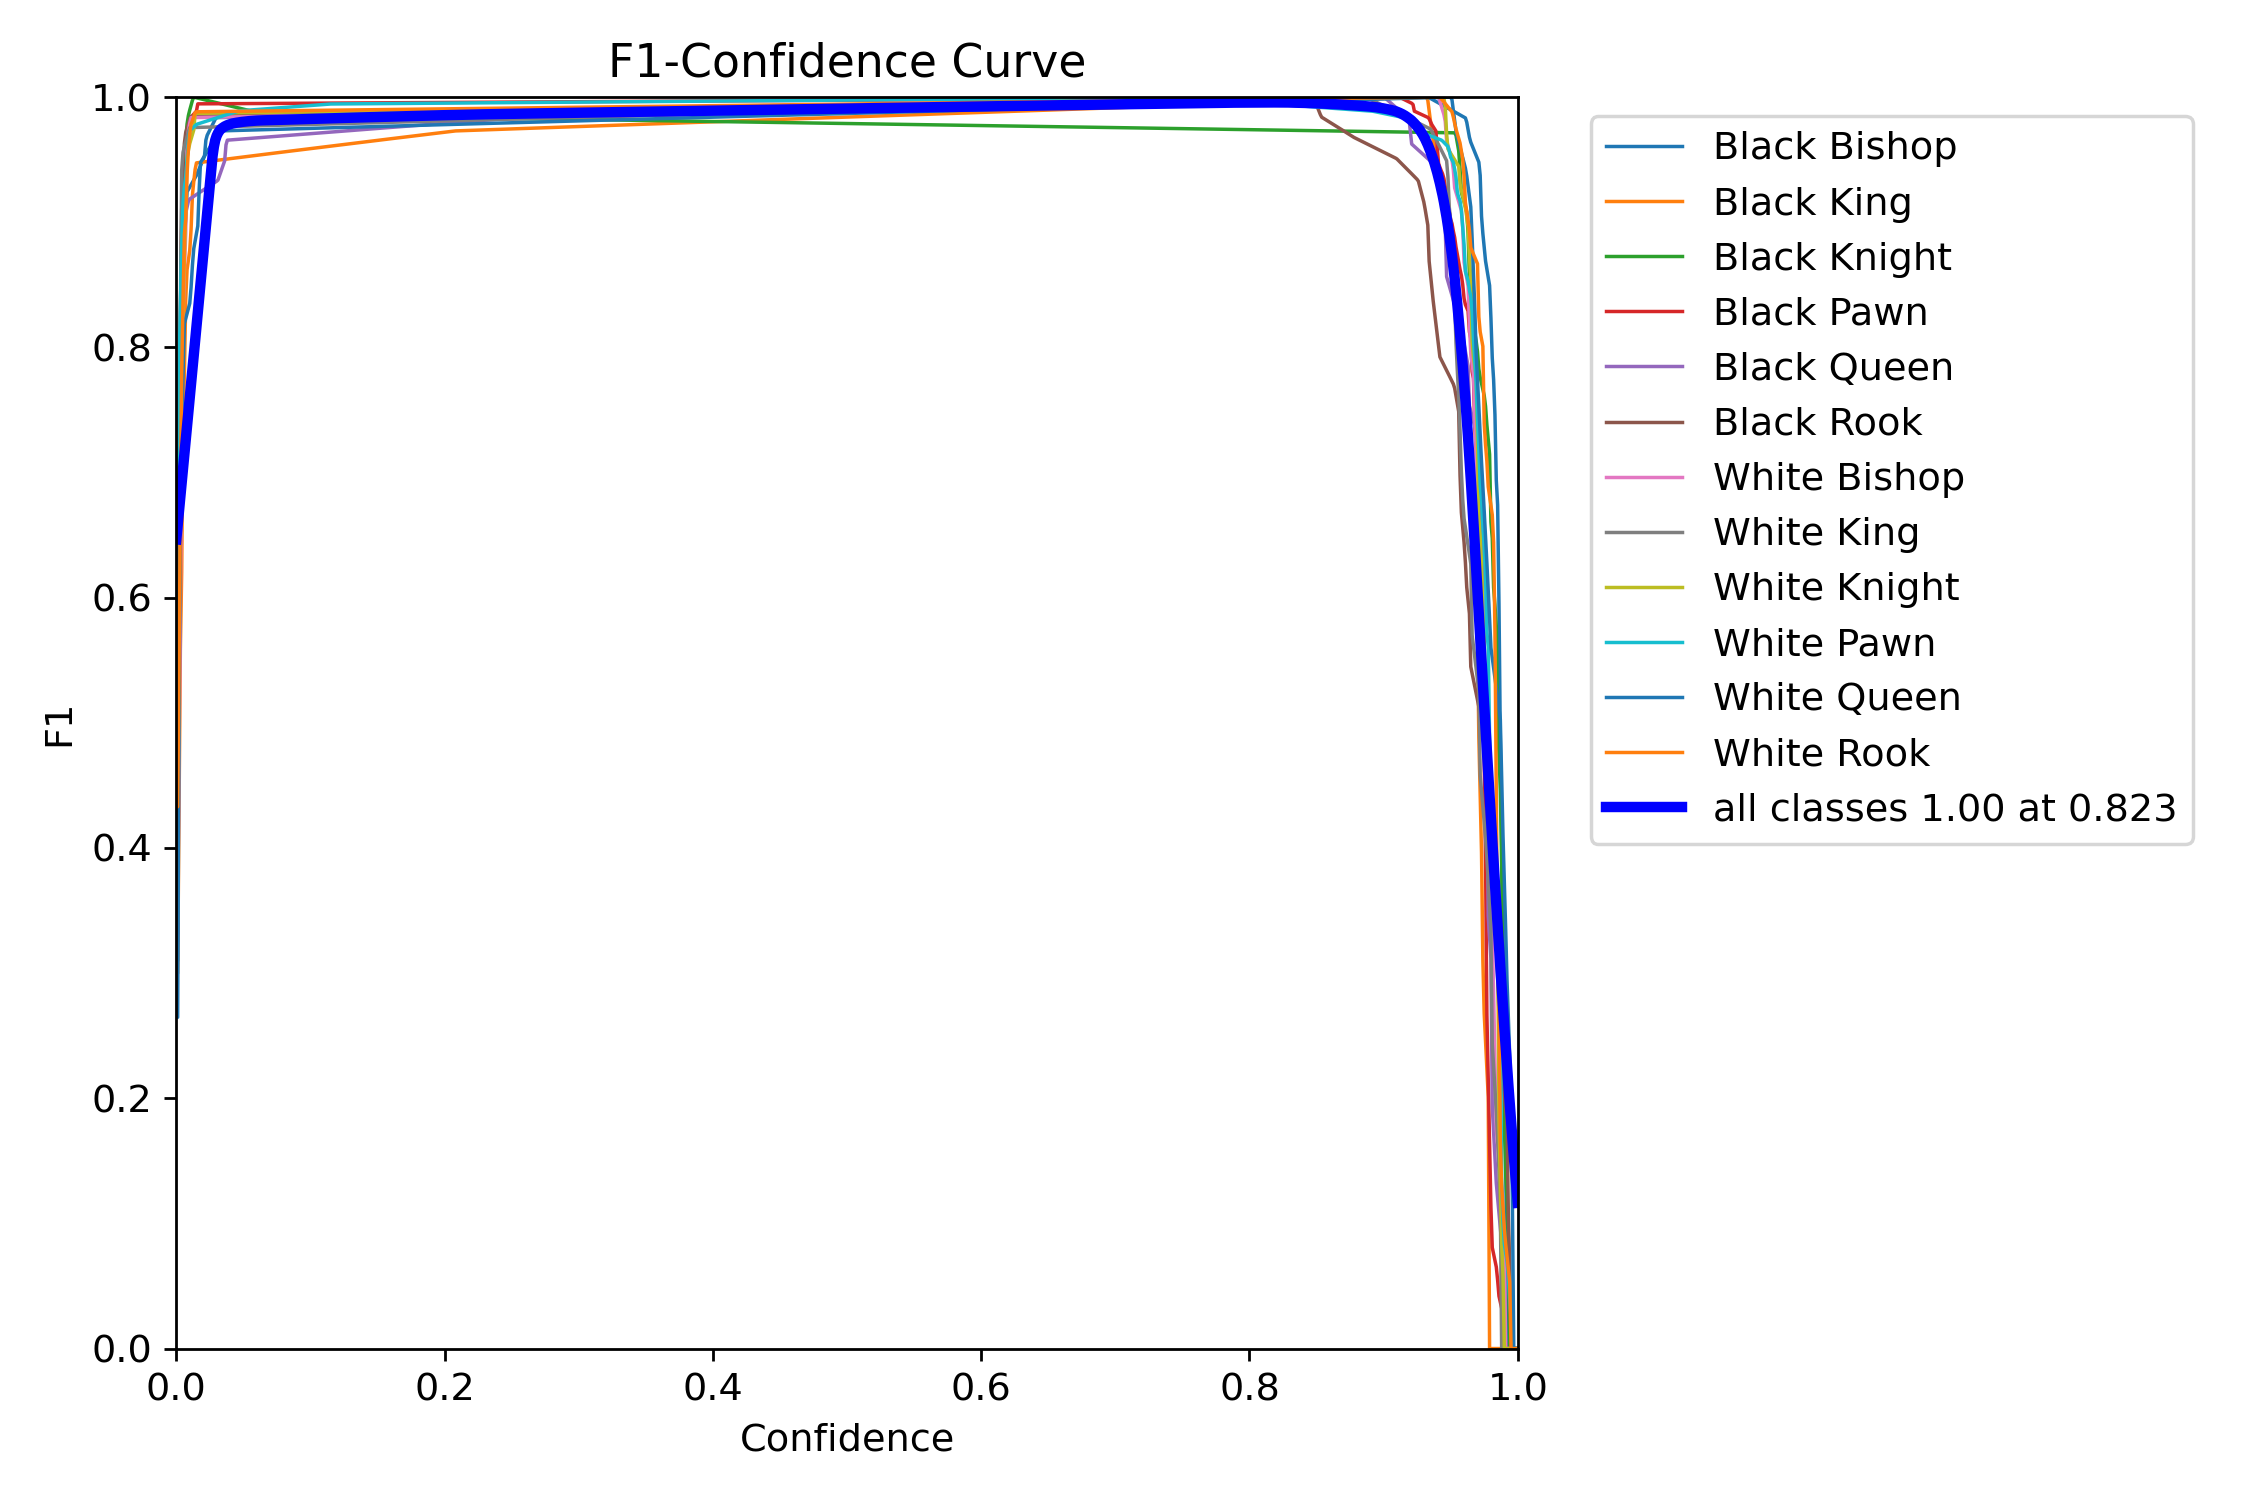 F1-Confidence Curve
1.0
0.8
0.6
0.4
0.2
0.0
F1
0.0 0.2 0.4 0.6 0.8 1.0
Confidence
Black Bishop
Black King
Black Knight
Black Pawn
Black Queen
Black Rook
White Bishop
White King
White Knight
White Pawn
White Queen
White Rook
all classes 1.00 at 0.823